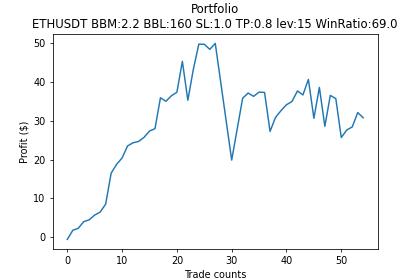 Portfolio
ETHUSDT BBM:2.2 BBL:160 SL:1.0 TP:0.8 lev:15 WinRatio:69.0
50
40
30
20
10
0
Profit ($)
0 10 20 30 40 50
Trade counts